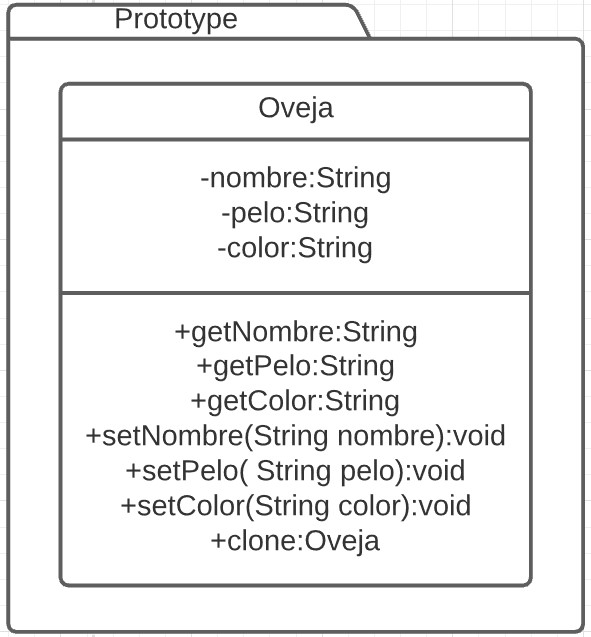 Prototype
Oveja
-nombre:String
-pelo:String
-color:String
+getNombre:String
+getPelo:String
+getColor:String
+setNombre(String nombre):void
+setPelo( String pelo):void
+setColor(String color):void
+clone:Oveja